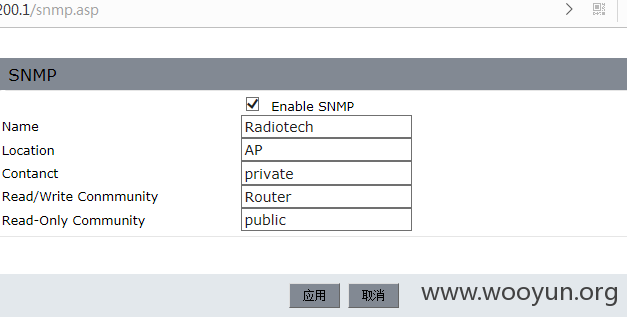 200.1/snmp.asp
SNMP
Enable SNMP
Name Radiotech
Location AP
Contanct private
Read/Write Conmmunity Router
Read-Only Community public
应用 取消
www.wooyun.org